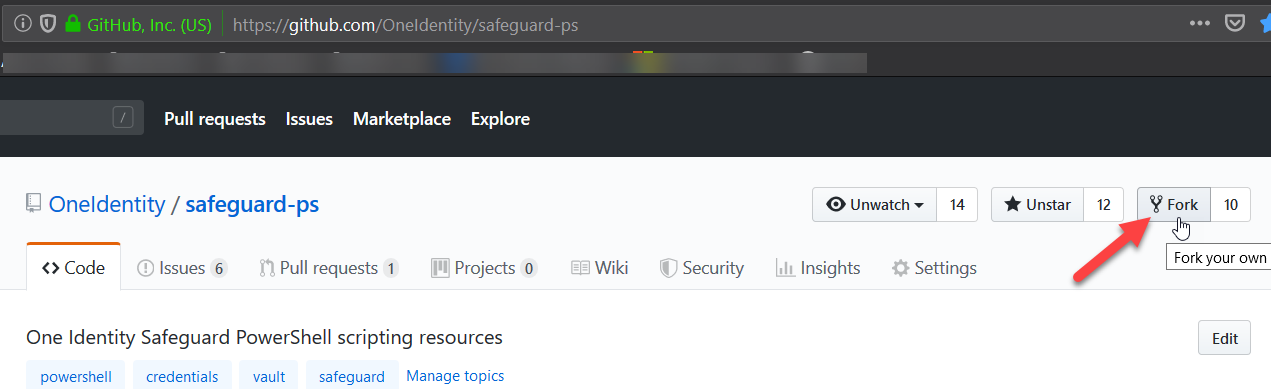 GitHub, Inc. (US) https://github.com/OneIdentity/safeguard-ps
/ Pull requests Issues Marketplace Explore
OneIdentity / safeguard-ps Unwatch 14 Unstar 12 Fork 10
Fork your own
Code Issues 6 Pull requests 1 Projects 0 Wiki Security Insights Settings
One Identity Safeguard PowerShell scripting resources Edit
powershell credentials vault safeguard Manage topics